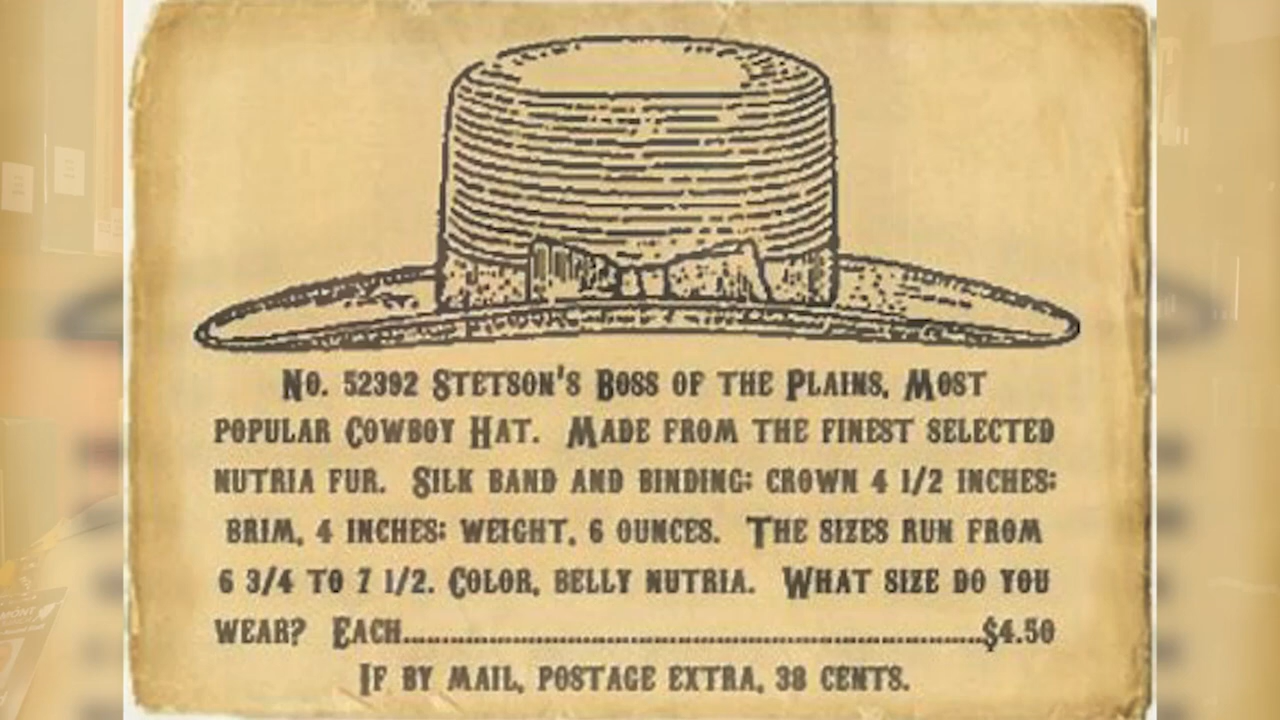 No. 52392 Stetson's Boss of the Plains, Most
popular Cowboy Hat. Made from the finest selected
nutria fur. Silk band and binding; crown 4 1/2 inches;
brim, 4 inches; weight, 6 ounces. The sizes run from
6 3/4 to 7 1/2. Color, belly nutria. What size do you
wear? Each....................................................................................$4.50
If by mail, postage extra, 38 cents.